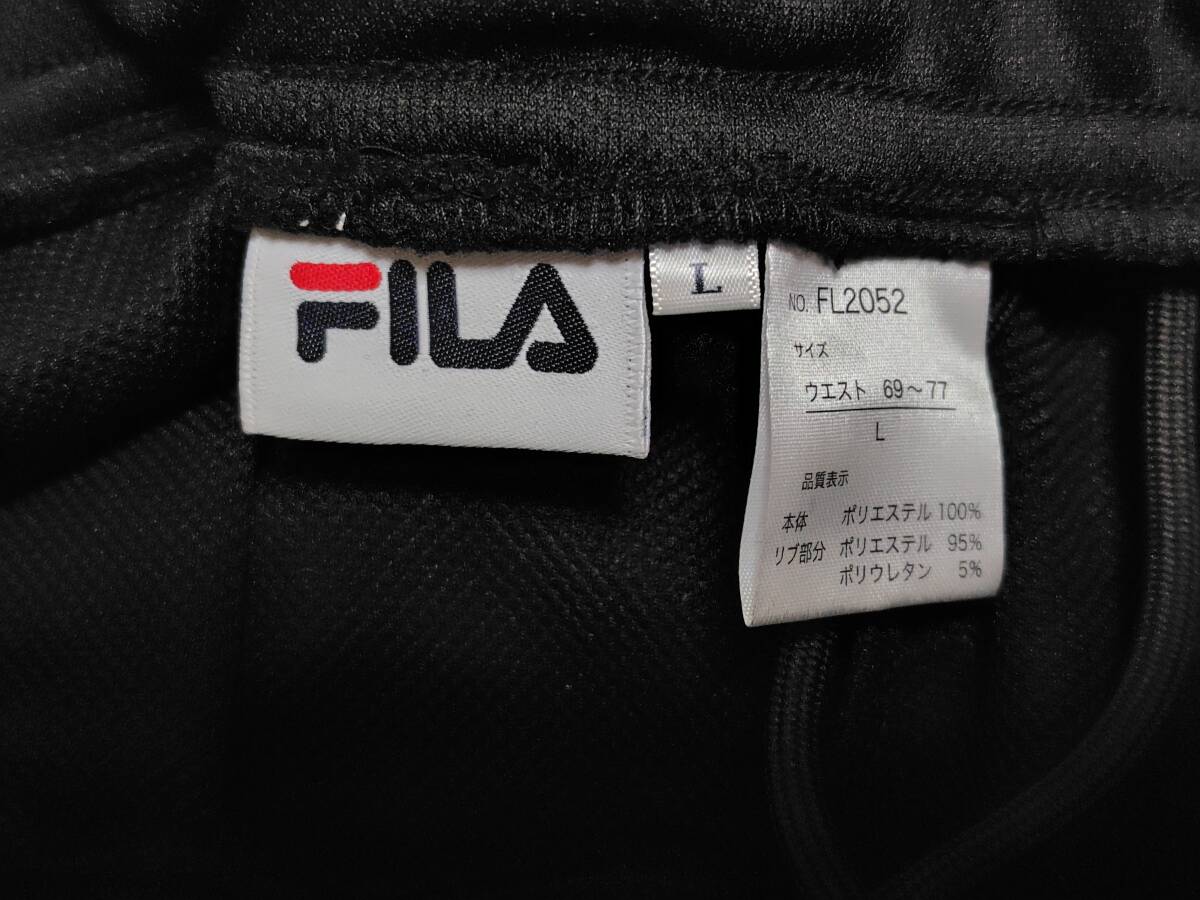 FILA
L
NO. FL2052
サイズ
ウエスト 69〜77
L
品質表示
本体 ポリエステル 100%
リブ部分 ポリエステル 95%
ポリウレタン 5%